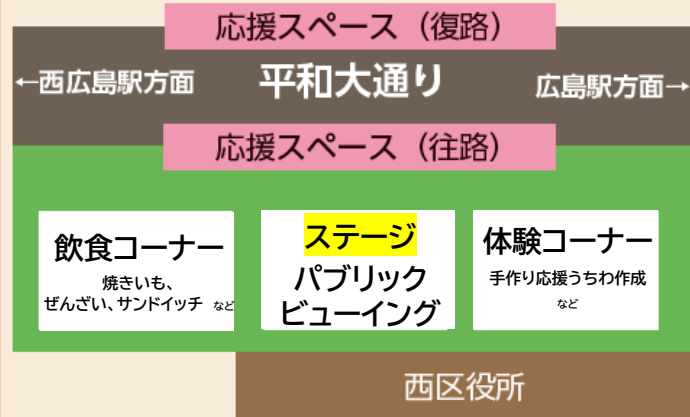 応援スペース（復路）
←西広島駅方面
平和大通り
広島駅方面→
応援スペース（往路）
飲食コーナー
焼きいも、
ぜんざい、サンドイッチ など
ステージ
パブリック
ビューイング
体験コーナー
手作り応援うちわ作成
など
西区役所